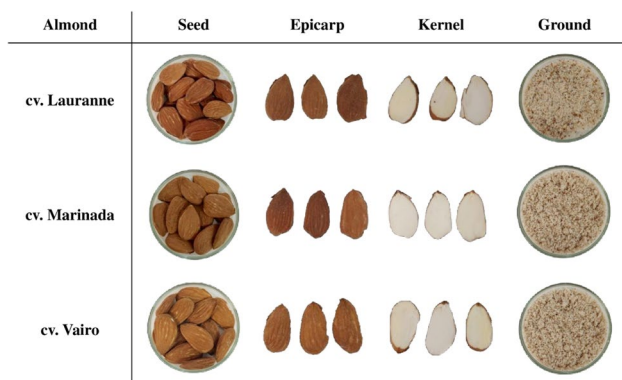 Almond Seed Epicarp Kernel Ground
cv. Lauranne
cv. Marinada
cv. Vairo